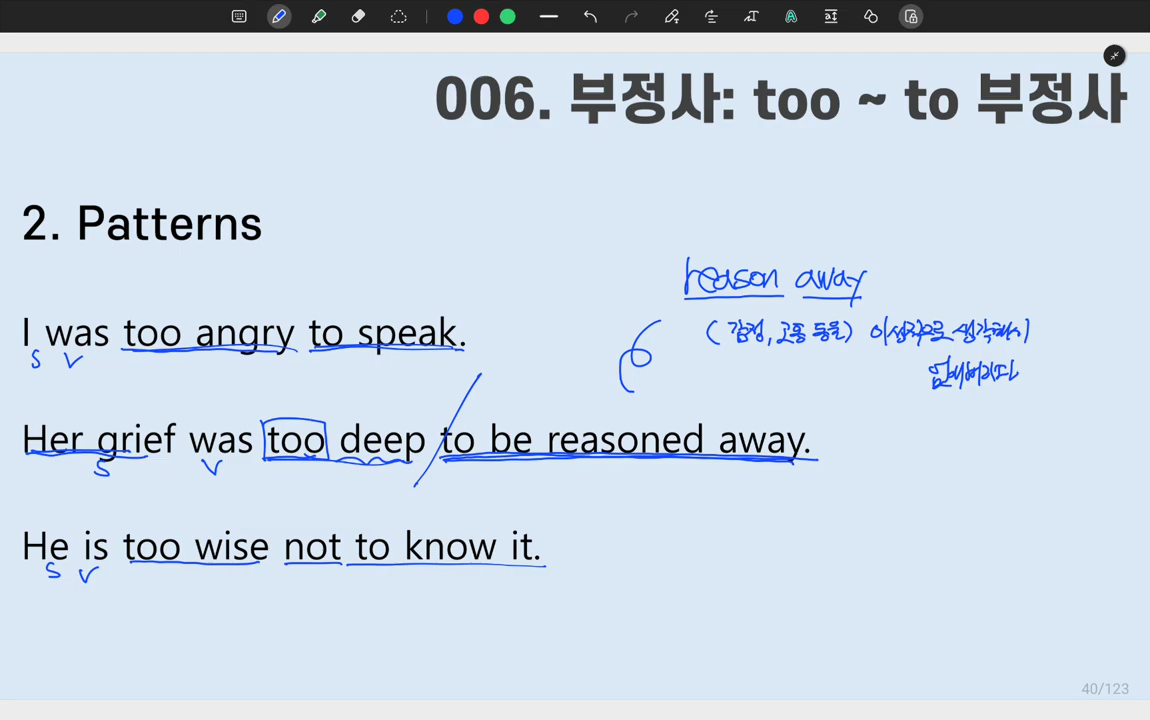 006. 부정사: too ~ to 부정사
2. Patterns
reason away
(감정, 고통 등을) 이성적으로 생각해서
없애버리다
I was too angry to speak.
S V
Her grief was too deep to be reasoned away.
S V
He is too wise not to know it.
S V
40/123